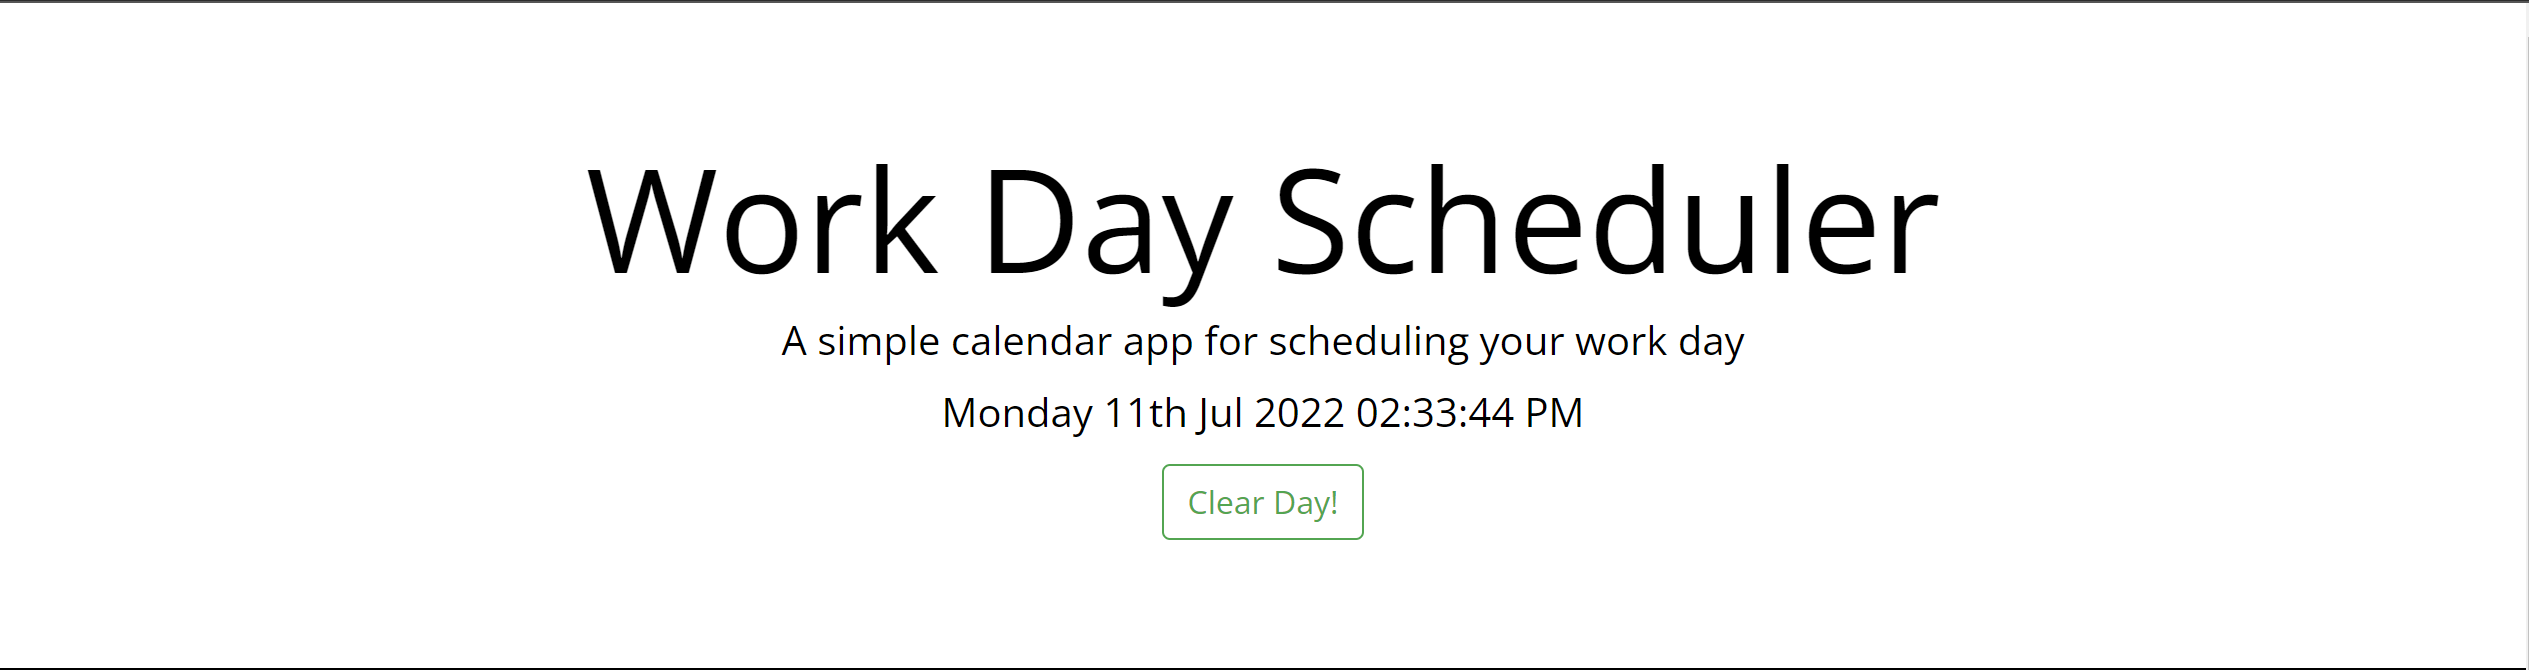 Work Day Scheduler
A simple calendar app for scheduling your work day
Monday 11th Jul 2022 02:33:44 PM
Clear Day!